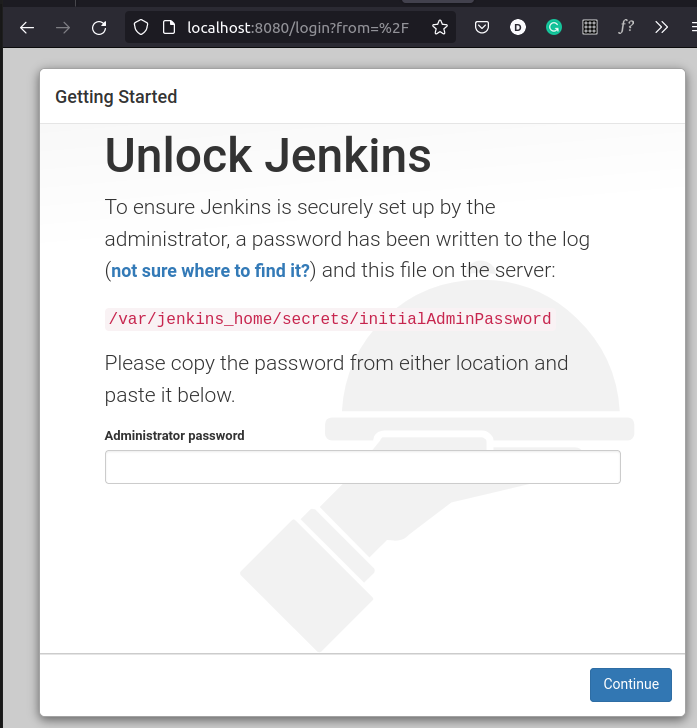 localhost:8080/login?from=%2F
D
G
f?
Getting Started
Unlock Jenkins
To ensure Jenkins is securely set up by the
administrator, a password has been written to the log
(not sure where to find it?) and this file on the server:
/var/jenkins_home/secrets/initialAdminPassword
Please copy the password from either location and
paste it below.
Administrator password
Continue